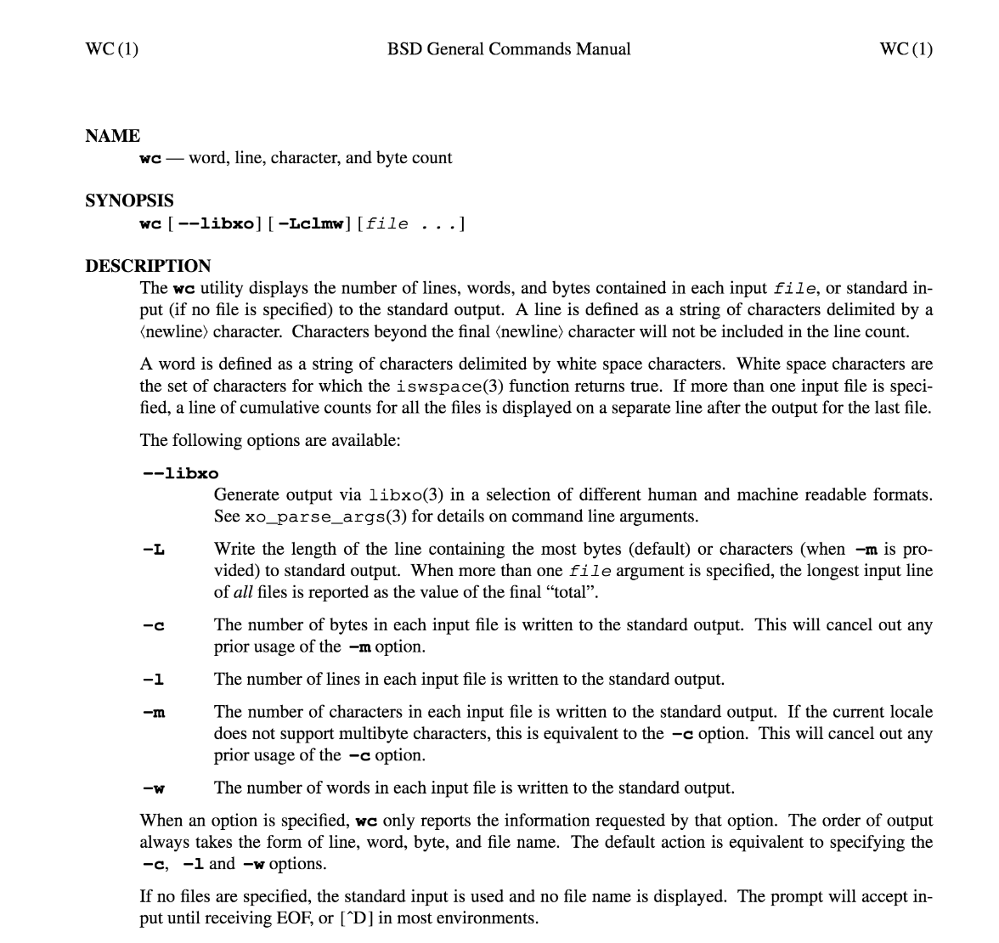 WC (1) BSD General Commands Manual WC (1)
NAME
wc — word, line, character, and byte count
SYNOPSIS
wc [--libxo] [-Lclmw] [file ...]
DESCRIPTION
The wc utility displays the number of lines, words, and bytes contained in each input file, or standard in-
put (if no file is specified) to the standard output. A line is defined as a string of characters delimited by a
⟨newline⟩ character. Characters beyond the final ⟨newline⟩ character will not be included in the line count.
A word is defined as a string of characters delimited by white space characters. White space characters are
the set of characters for which the iswspace(3) function returns true. If more than one input file is speci-
fied, a line of cumulative counts for all the files is displayed on a separate line after the output for the last file.
The following options are available:
--libxo
Generate output via libxo(3) in a selection of different human and machine readable formats.
See xo_parse_args(3) for details on command line arguments.
-L Write the length of the line containing the most bytes (default) or characters (when -m is pro-
vided) to standard output. When more than one file argument is specified, the longest input line
of all files is reported as the value of the final “total”.
-c The number of bytes in each input file is written to the standard output. This will cancel out any
prior usage of the -m option.
-l The number of lines in each input file is written to the standard output.
-m The number of characters in each input file is written to the standard output. If the current locale
does not support multibyte characters, this is equivalent to the -c option. This will cancel out any
prior usage of the -c option.
-w The number of words in each input file is written to the standard output.
When an option is specified, wc only reports the information requested by that option. The order of output
always takes the form of line, word, byte, and file name. The default action is equivalent to specifying the
-c, -l and -w options.
If no files are specified, the standard input is used and no file name is displayed. The prompt will accept in-
put until receiving EOF, or [^D] in most environments.